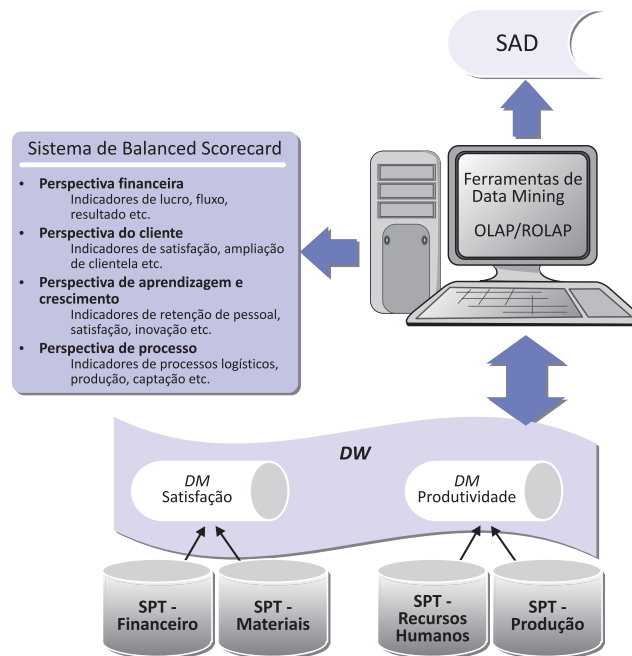 SAD
Sistema de Balanced Scorecard
• Perspectiva financeira
Indicadores de lucro, fluxo,
resultado etc.
• Perspectiva do cliente
Indicadores de satisfação, ampliação
de clientela etc.
• Perspectiva de aprendizagem e
crescimento
Indicadores de retenção de pessoal,
satisfação, inovação etc.
• Perspectiva de processo
Indicadores de processos logísticos,
produção, captação etc.
Ferramentas de
Data Mining
OLAP/ROLAP
DW
DM
Satisfação
DM
Produtividade
SPT -
Financeiro
SPT -
Materiais
SPT -
Recursos
Humanos
SPT -
Produção